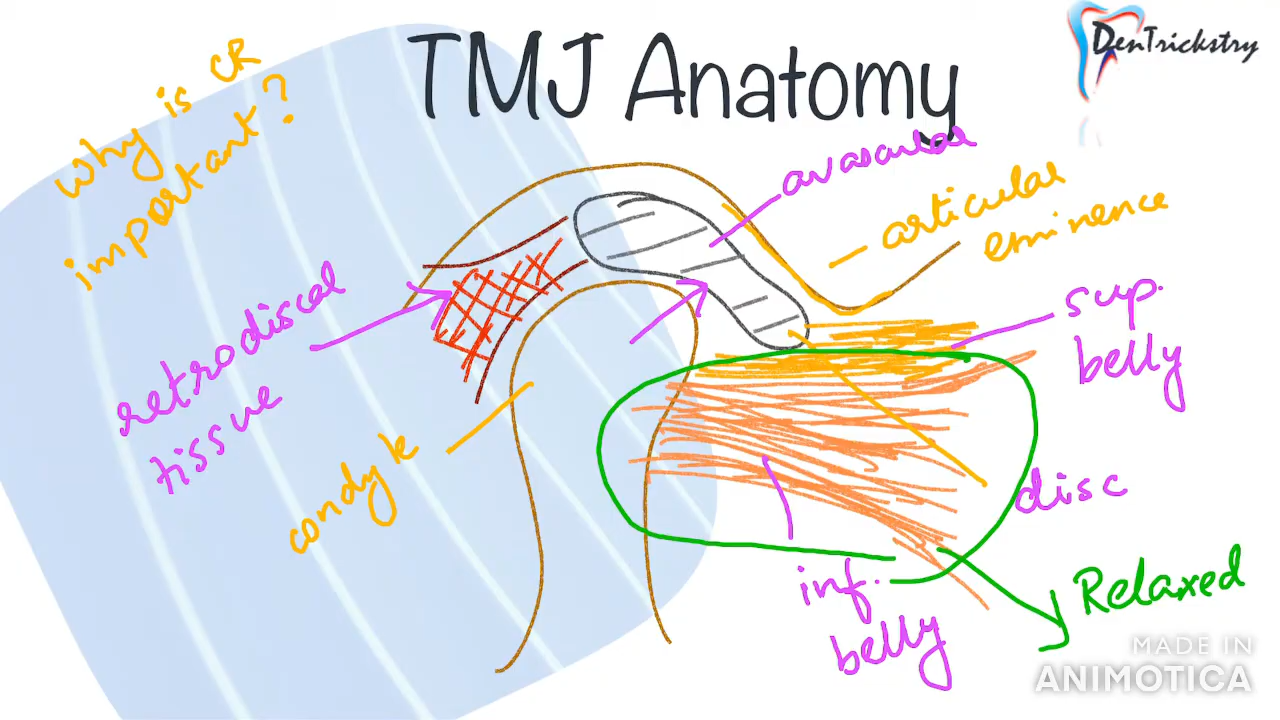 TMJ Anatomy
DenTrickstry
why is CR
important?
avascular
articular
eminence
sup.
belly
retrodiscal
tissue
condyle
disc
inf.
belly
Relaxed
MADE IN
ANIMOTICA